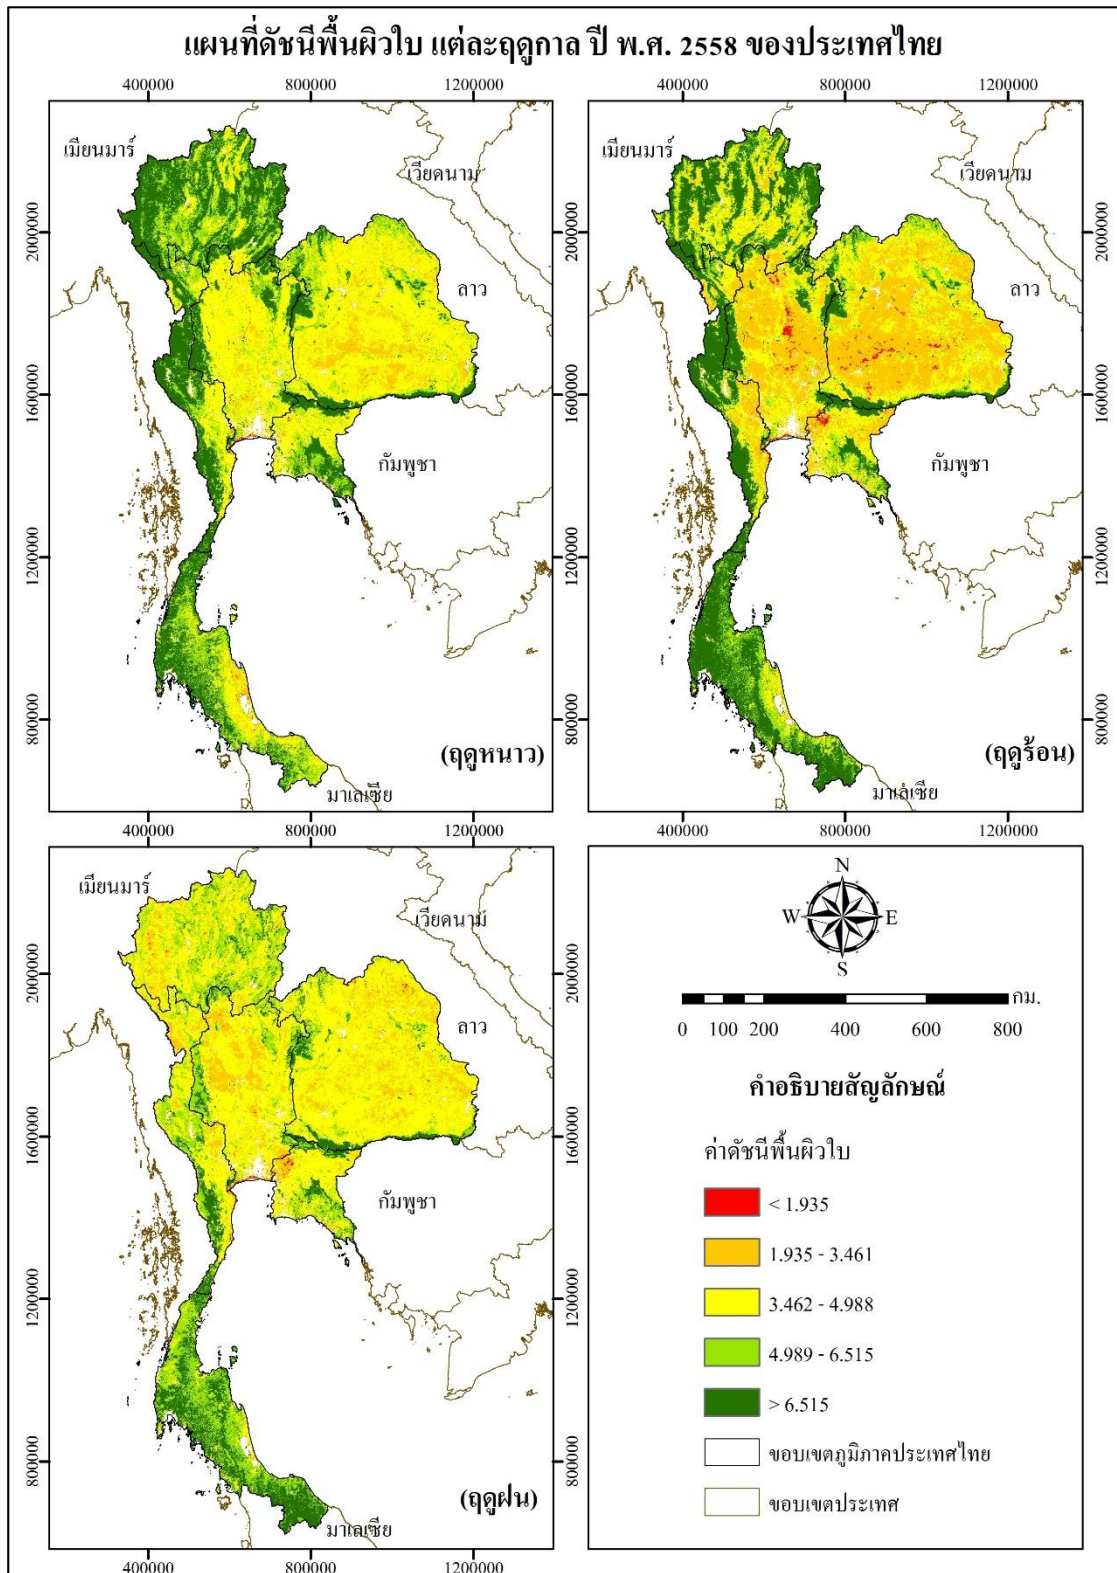 แผนที่ดัชนีพื้นผิวใบ แต่ละฤดูกาล ปี พ.ศ. 2558 ของประเทศไทย
400000 800000 1200000
400000 800000 1200000
เมียนมาร์
เวียดนาม
ลาว
กัมพูชา
มาเลเซีย
(ฤดูหนาว)
2000000
1600000
1200000
800000
2000000
1600000
1200000
800000
เมียนมาร์
เวียดนาม
ลาว
กัมพูชา
มาเลเซีย
(ฤดูร้อน)
2000000
1600000
1200000
800000
400000 800000 1200000
400000 800000 1200000
เมียนมาร์
เวียดนาม
ลาว
กัมพูชา
มาเลเซีย
(ฤดูฝน)
2000000
1600000
1200000
800000
2000000
1600000
1200000
800000
400000 800000 1200000
N
W E
S
กม.
0 100 200 400 600 800
คำอธิบายสัญลักษณ์
ค่าดัชนีพื้นผิวใบ
< 1.935
1.935 - 3.461
3.462 - 4.988
4.989 - 6.515
> 6.515
ขอบเขตภูมิภาคประเทศไทย
ขอบเขตประเทศ